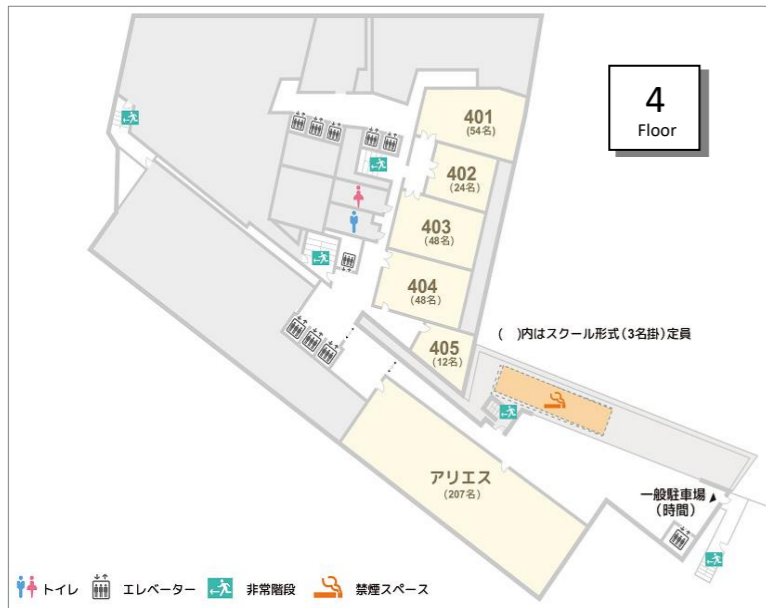 4
Floor
401
(54名)
402
(24名)
403
(48名)
404
(48名)
405
(12名)
( )内はスクール形式(3名掛)定員
アリエス
(207名)
一般駐車場
(時間)
トイレ
エレベーター
非常階段
禁煙スペース